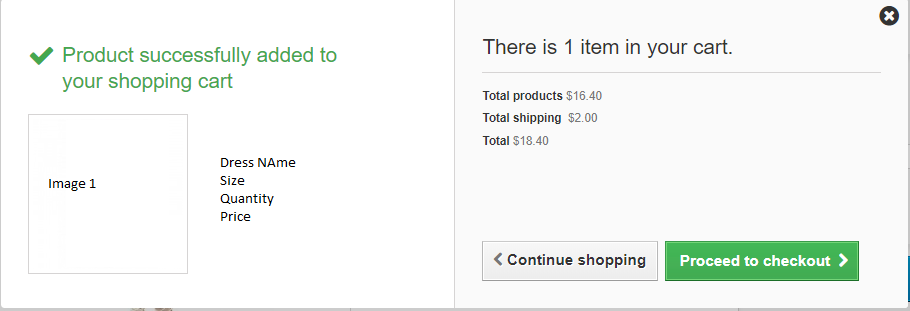 Product successfully added to
your shopping cart
Image 1
Dress NAme
Size
Quantity
Price
There is 1 item in your cart.
Total products $16.40
Total shipping $2.00
Total $18.40
Continue shopping
Proceed to checkout